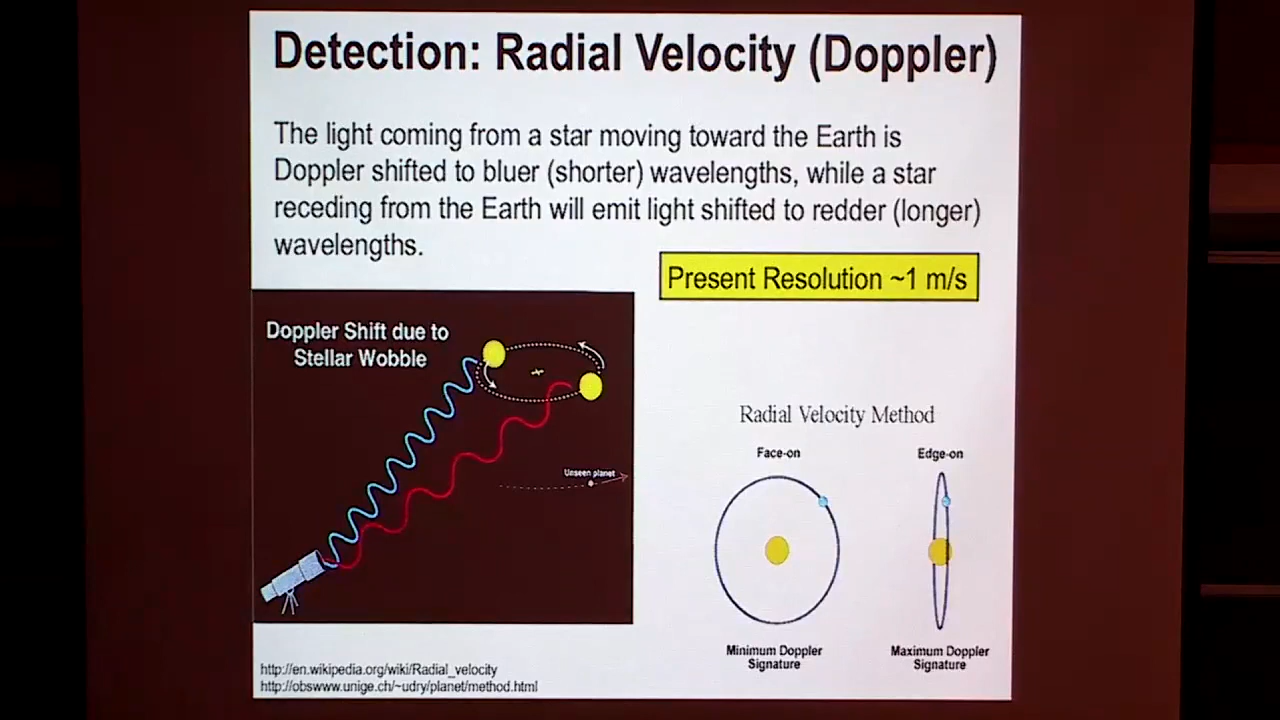 Detection: Radial Velocity (Doppler)
The light coming from a star moving toward the Earth is
Doppler shifted to bluer (shorter) wavelengths, while a star
receding from the Earth will emit light shifted to redder (longer)
wavelengths.
Present Resolution ~1 m/s
Doppler Shift due to
Stellar Wobble
Unseen planet
Radial Velocity Method
Face-on
Edge-on
Minimum Doppler
Signature
Maximum Doppler
Signature
http://en.wikipedia.org/wiki/Radial_velocity
http://obswww.unige.ch/~udry/planet/method.html